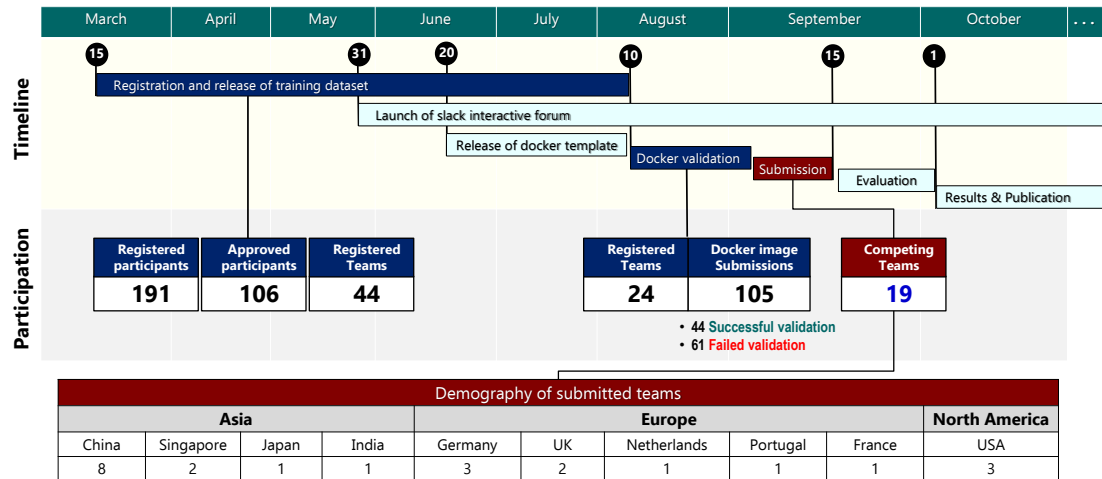 March April May June July August September October ...
15 31 20 10 15 1
Timeline
Registration and release of training dataset
Launch of slack interactive forum
Release of docker template
Docker validation
Submission
Evaluation
Results & Publication
Participation
Registered participants
191
Approved participants
106
Registered Teams
44
Registered Teams
24
Docker image Submissions
105
Competing Teams
19
• 44 Successful validation
• 61 Failed validation
Demography of submitted teams
Asia Europe North America
China Singapore Japan India Germany UK Netherlands Portugal France USA
8 2 1 1 3 2 1 1 1 3